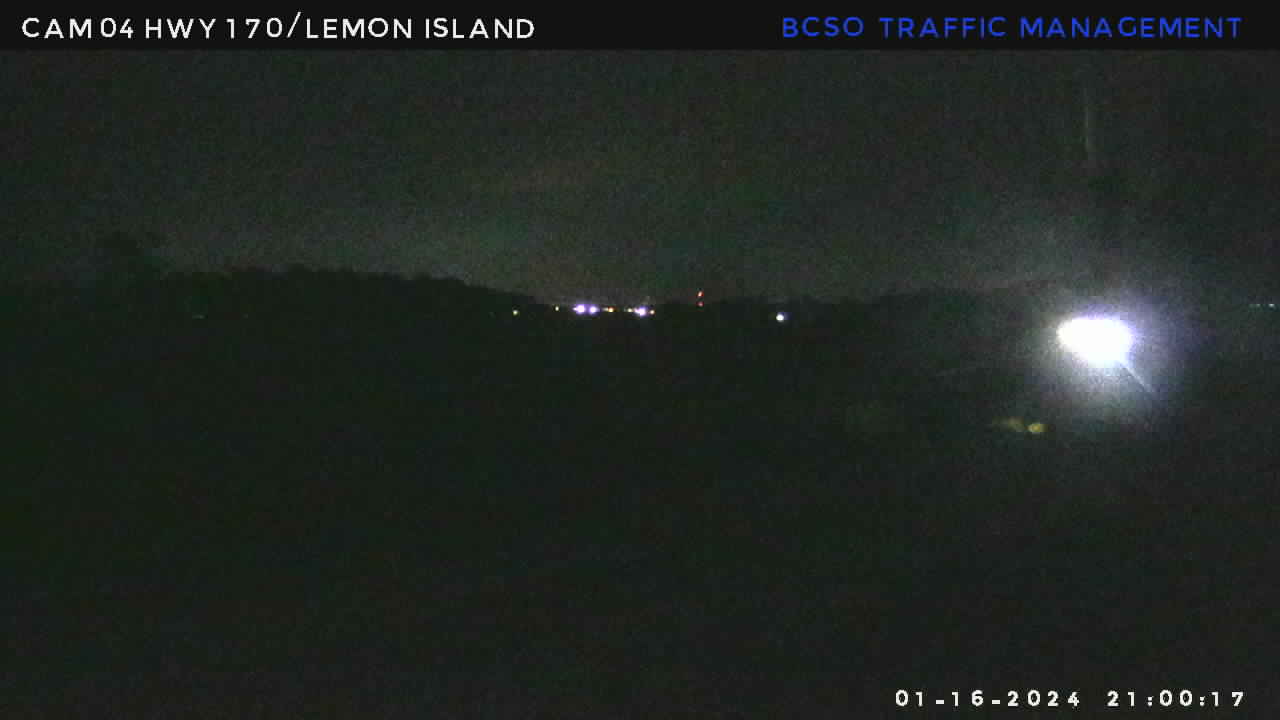 CAM04 HWY 170/LEMON ISLAND
BCSO TRAFFIC MANAGEMENT
01-16-2024 21:00:17